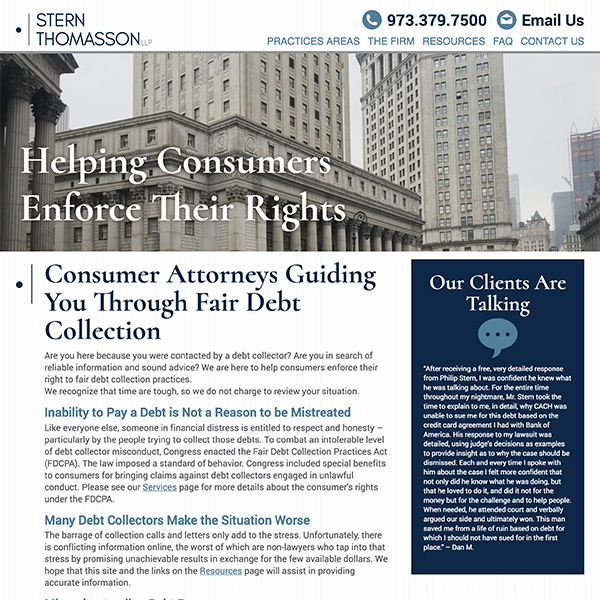 STERN
THOMASSON LLP
973.379.7500 Email Us
PRACTICES AREAS THE FIRM RESOURCES FAQ CONTACT US
Helping Consumers
Enforce Their Rights
Consumer Attorneys Guiding
You Through Fair Debt
Collection
Are you here because you were contacted by a debt collector? Are you in search of
reliable information and sound advice? We are here to help consumers enforce their
right to fair debt collection practices.
We recognize that time are tough, so we do not charge to review your situation.
Inability to Pay a Debt is Not a Reason to be Mistreated
Like everyone else, someone in financial distress is entitled to respect and honesty –
particularly by the people trying to collect those debts. To combat an intolerable level
of debt collector misconduct, Congress enacted the Fair Debt Collection Practices Act
(FDCPA). The law imposed a standard of behavior. Congress included special benefits
to consumers for bringing claims against debt collectors engaged in unlawful
conduct. Please see our Services page for more details about the consumer's rights
under the FDCPA.
Many Debt Collectors Make the Situation Worse
The barrage of collection calls and letters only add to the stress. Unfortunately, there
is conflicting information online, the worst of which are non-lawyers who tap into that
stress by promising unachievable results in exchange for the few available dollars. We
hope that this site and the links on the Resources page will assist in providing
accurate information.
Our Clients Are
Talking
"After receiving a free, very detailed response
from Philip Stern, I was confident he knew what
he was talking about. For the entire time
throughout my nightmare, Mr. Stern took the
time to explain to me, in detail, why CACH was
unable to sue me for this debt based on the
credit card agreement I had with Bank of
America. His response to my lawsuit was
detailed, using judge's decisions as examples
to provide insight as to why the case should be
dismissed. Each and every time I spoke with
him about the case I felt more confident that
not only did he know what he was doing, but
that he loved to do it, and did it not for the
money but for the challenge and to help people.
When needed, he attended court and verbally
argued our side and ultimately won. This man
saved me from a life of ruin based on debt for
which I should not have sued for in the first
place." – Dan M.